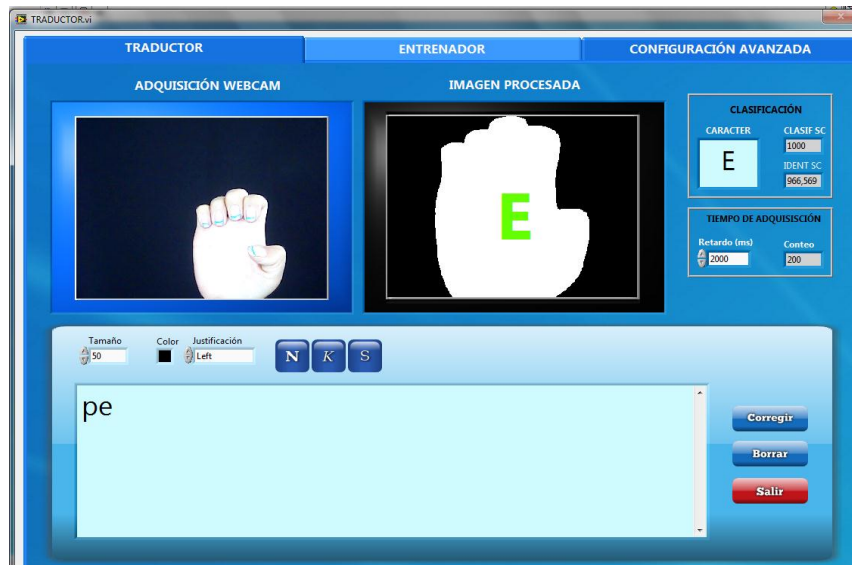 TRADUCTOR.vi
TRADUCTOR
ENTRENADOR
CONFIGURACIÓN AVANZADA
ADQUISICIÓN WEBCAM
IMAGEN PROCESADA
E
CLASIFICACIÓN
CARACTER
CLASIF SC
E
1000
IDENT SC
966,569
TIEMPO DE ADQUISISCIÓN
Retardo (ms)
Conteo
2000
200
Tamaño
Color
Justificación
50
Left
N
K
S
pe
Corregir
Borrar
Salir